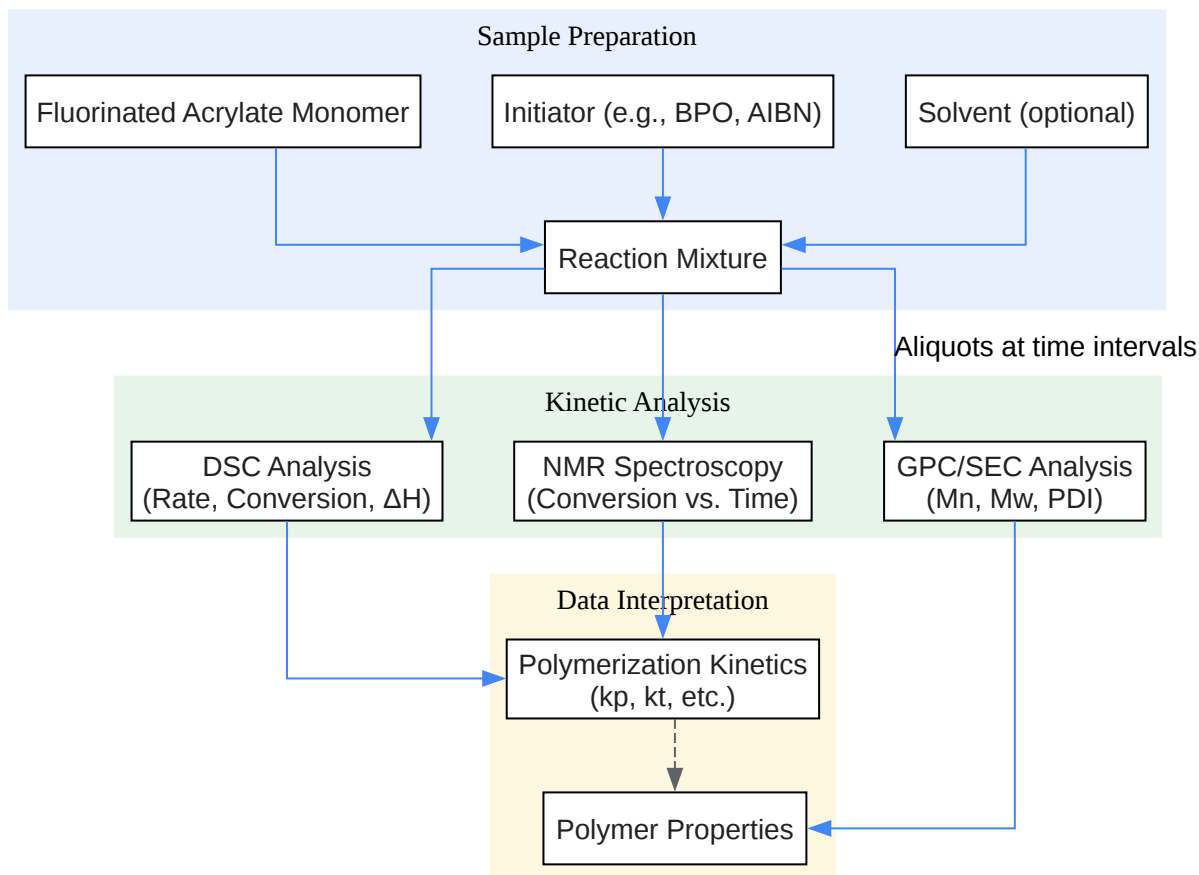 Sample Preparation
Fluorinated Acrylate Monomer
Initiator (e.g., BPO, AIBN)
Solvent (optional)
Reaction Mixture
Aliquots at time intervals
Kinetic Analysis
DSC Analysis
(Rate, Conversion, ΔH)
NMR Spectroscopy
(Conversion vs. Time)
GPC/SEC Analysis
(Mn, Mw, PDI)
Data Interpretation
Polymerization Kinetics
(kp, kt, etc.)
Polymer Properties